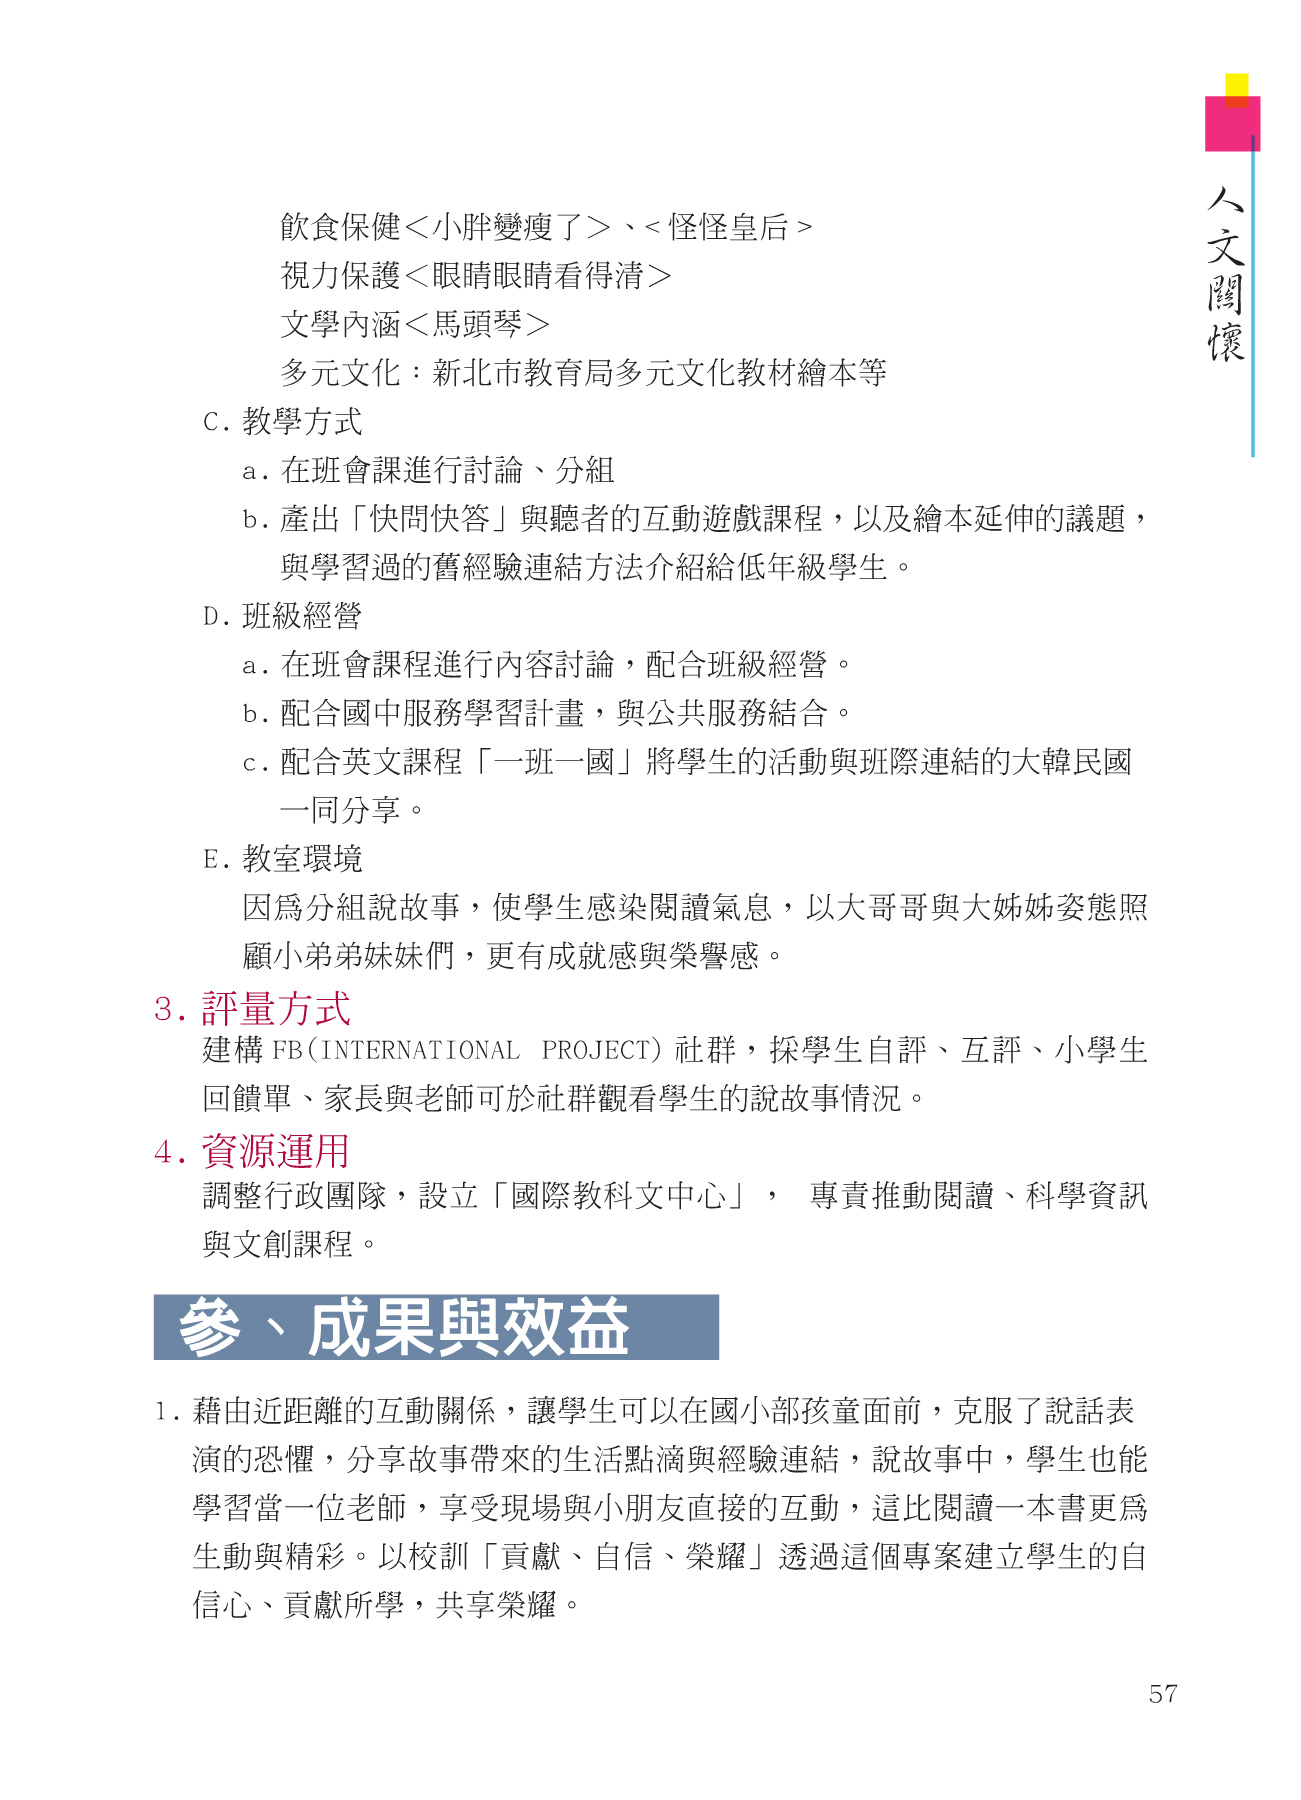 人文關懷
飲食保健＜小胖變瘦了＞、<怪怪皇后>
視力保護＜眼睛眼睛看得清＞
文學內涵＜馬頭琴＞
多元文化：新北市教育局多元文化教材繪本等
C. 教學方式
a. 在班會課進行討論、分組
b. 產出「快問快答」與聽者的互動遊戲課程，以及繪本延伸的議題，
與學習過的舊經驗連結方法介紹給低年級學生。
D. 班級經營
a. 在班會課程進行內容討論，配合班級經營。
b. 配合國中服務學習計畫，與公共服務結合。
c. 配合英文課程「一班一國」將學生的活動與班際連結的大韓民國
一同分享。
E. 教室環境
因為分組說故事，使學生感染閱讀氣息，以大哥哥與大姊姊姿態照
顧小弟弟妹妹們，更有成就感與榮譽感。
3. 評量方式
建構 FB(INTERNATIONAL PROJECT) 社群，採學生自評、互評、小學生
回饋單、家長與老師可於社群觀看學生的說故事情況。
4. 資源運用
調整行政團隊，設立「國際教科文中心」， 專責推動閱讀、科學資訊
與文創課程。
參、成果與效益
1. 藉由近距離的互動關係，讓學生可以在國小部孩童面前，克服了說話表
演的恐懼，分享故事帶來的生活點滴與經驗連結，說故事中，學生也能
學習當一位老師，享受現場與小朋友直接的互動，這比閱讀一本書更為
生動與精彩。以校訓「貢獻、自信、榮耀」透過這個專案建立學生的自
信心、貢獻所學，共享榮耀。
57